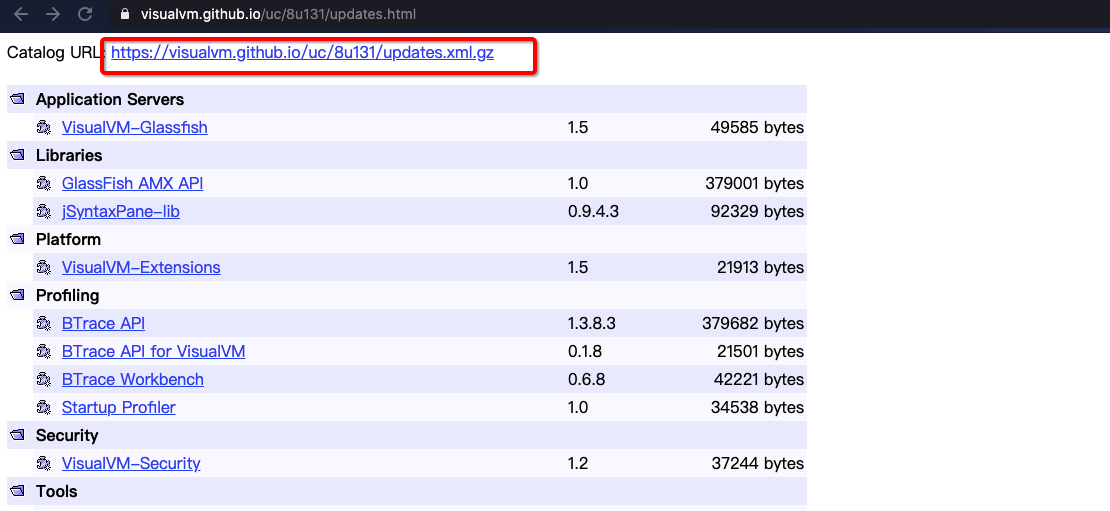 visualvm.github.io/uc/8u131/updates.html
Catalog URL: https://visualvm.github.io/uc/8u131/updates.xml.gz
Application Servers
VisualVM-Glassfish 1.5 49585 bytes
Libraries
GlassFish AMX API 1.0 379001 bytes
jSyntaxPane-lib 0.9.4.3 92329 bytes
Platform
VisualVM-Extensions 1.5 21913 bytes
Profiling
BTrace API 1.3.8.3 379682 bytes
BTrace API for VisualVM 0.1.8 21501 bytes
BTrace Workbench 0.6.8 42221 bytes
Startup Profiler 1.0 34538 bytes
Security
VisualVM-Security 1.2 37244 bytes
Tools